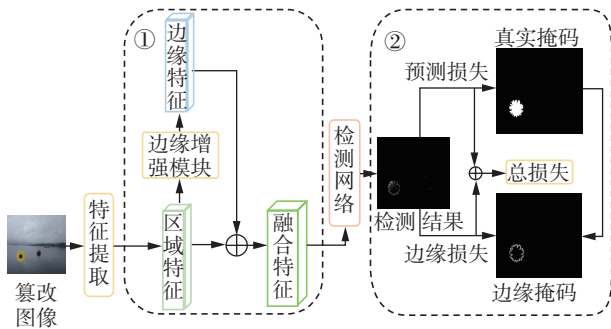 ①
边缘特征
边缘增
强模块
特征提取
区域特征
融合特征
篡改
图像
检测网络
②
真实掩码
预测损失
总损失
检测结果
边缘损失
边缘掩码